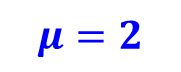 μ = 2